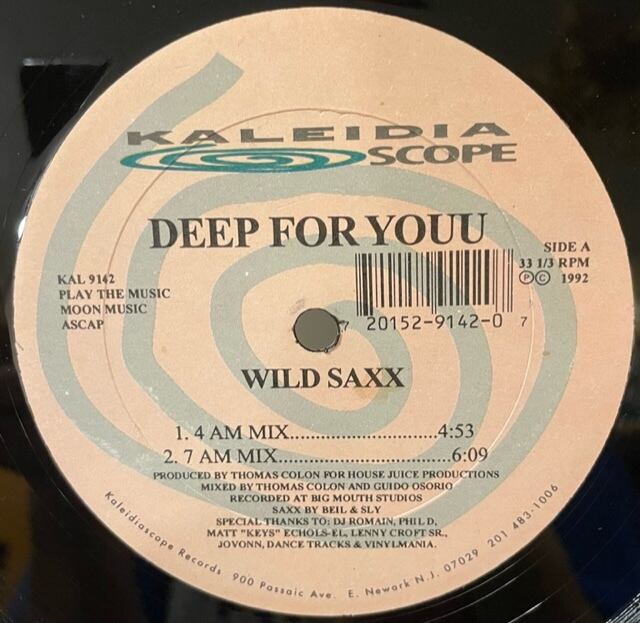 KALEIDIA
SCOPE
DEEP FOR YOUU
SIDE A
33 1/3 RPM
Ⓟ© 1992
KAL 9142
PLAY THE MUSIC
MOON MUSIC
ASCAP
7 20152-9142-0 7
WILD SAXX
1. 4 AM MIX..............................4:53
2. 7 AM MIX..................................6:09
PRODUCED BY THOMAS COLON FOR HOUSE JUICE PRODUCTIONS
MIXED BY THOMAS COLON AND GUIDO OSORIO
RECORDED AT BIG MOUTH STUDIOS
SAXX BY BEIL & SLY
SPECIAL THANKS TO: DJ ROMAIN, PHIL D,
MATT "KEYS" ECHOLS-EL, LENNY CROFT SR.,
JOVONN, DANCE TRACKS & VINYLMANIA.
Kaleidiascope Records 900 Passaic Ave. E. Newark N.J. 07029 201 483-1006